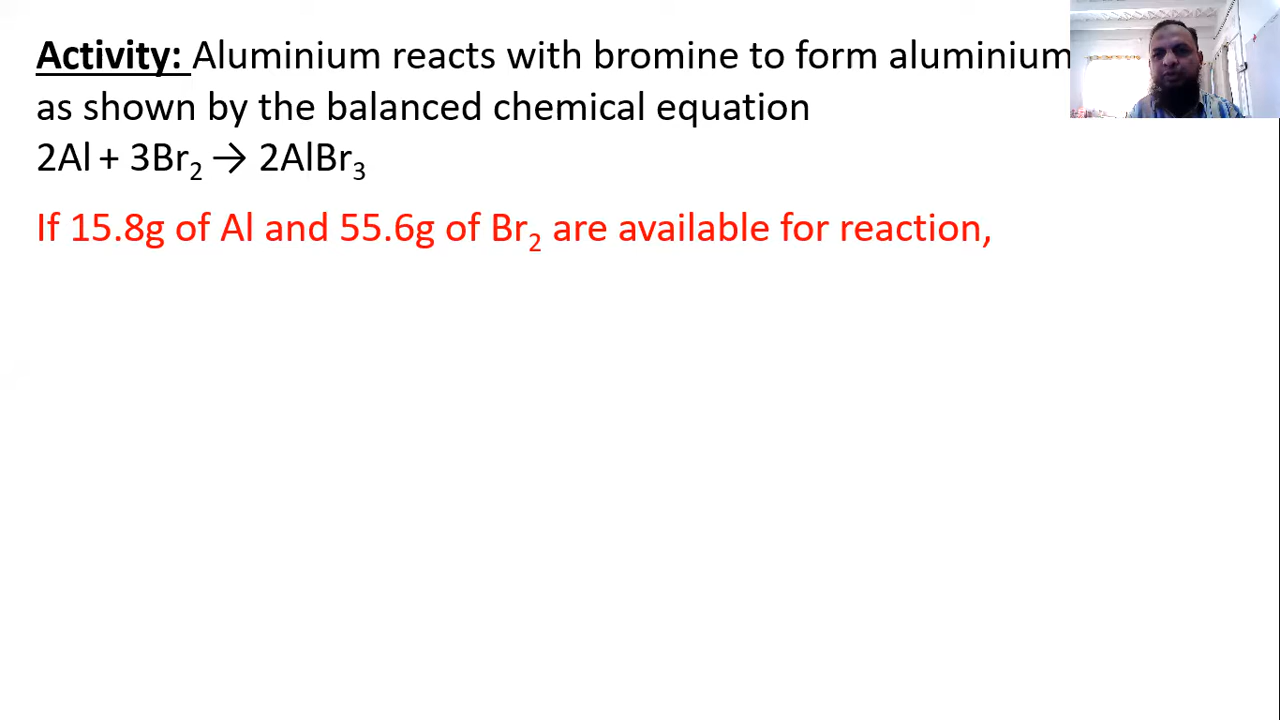 Activity: Aluminium reacts with bromine to form aluminium
as shown by the balanced chemical equation
2Al + 3Br₂ → 2AlBr₃
If 15.8g of Al and 55.6g of Br₂ are available for reaction,